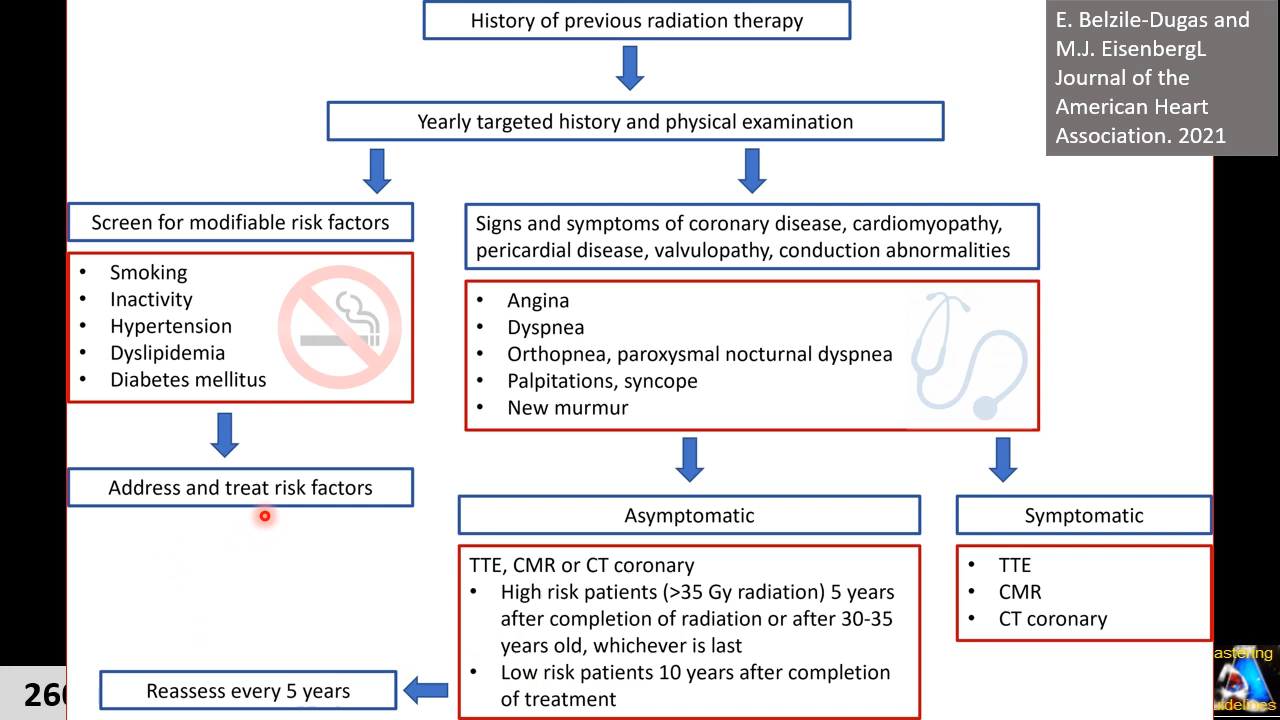 History of previous radiation therapy
E. Belzile-Dugas and
M.J. EisenbergL
Journal of the
American Heart
Association. 2021
Yearly targeted history and physical examination
Screen for modifiable risk factors
• Smoking
• Inactivity
• Hypertension
• Dyslipidemia
• Diabetes mellitus
Address and treat risk factors
Signs and symptoms of coronary disease, cardiomyopathy,
pericardial disease, valvulopathy, conduction abnormalities
• Angina
• Dyspnea
• Orthopnea, paroxysmal nocturnal dyspnea
• Palpitations, syncope
• New murmur
Asymptomatic
TTE, CMR or CT coronary
• High risk patients (>35 Gy radiation) 5 years
after completion of radiation or after 30-35
years old, whichever is last
• Low risk patients 10 years after completion
of treatment
Symptomatic
• TTE
• CMR
• CT coronary
Reassess every 5 years
astering
uidelines